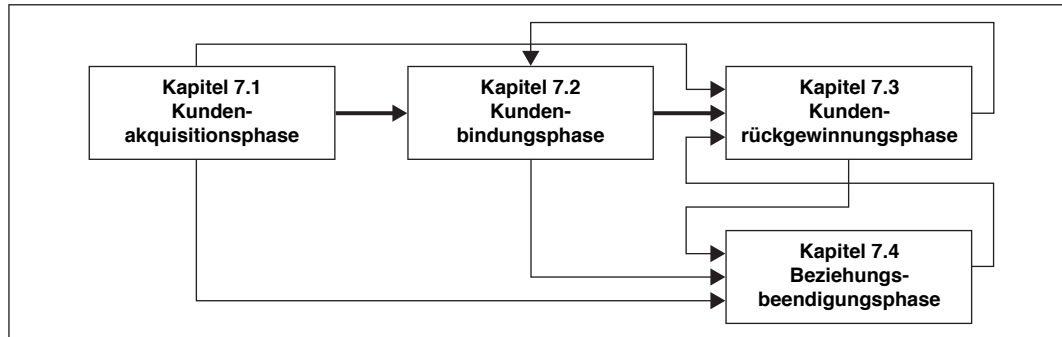 Kapitel 7.1
Kunden-
akquisitionsphase
Kapitel 7.2
Kunden-
bindungsphase
Kapitel 7.3
Kunden-
rückgewinnungsphase
Kapitel 7.4
Beziehungs-
beendigungsphase